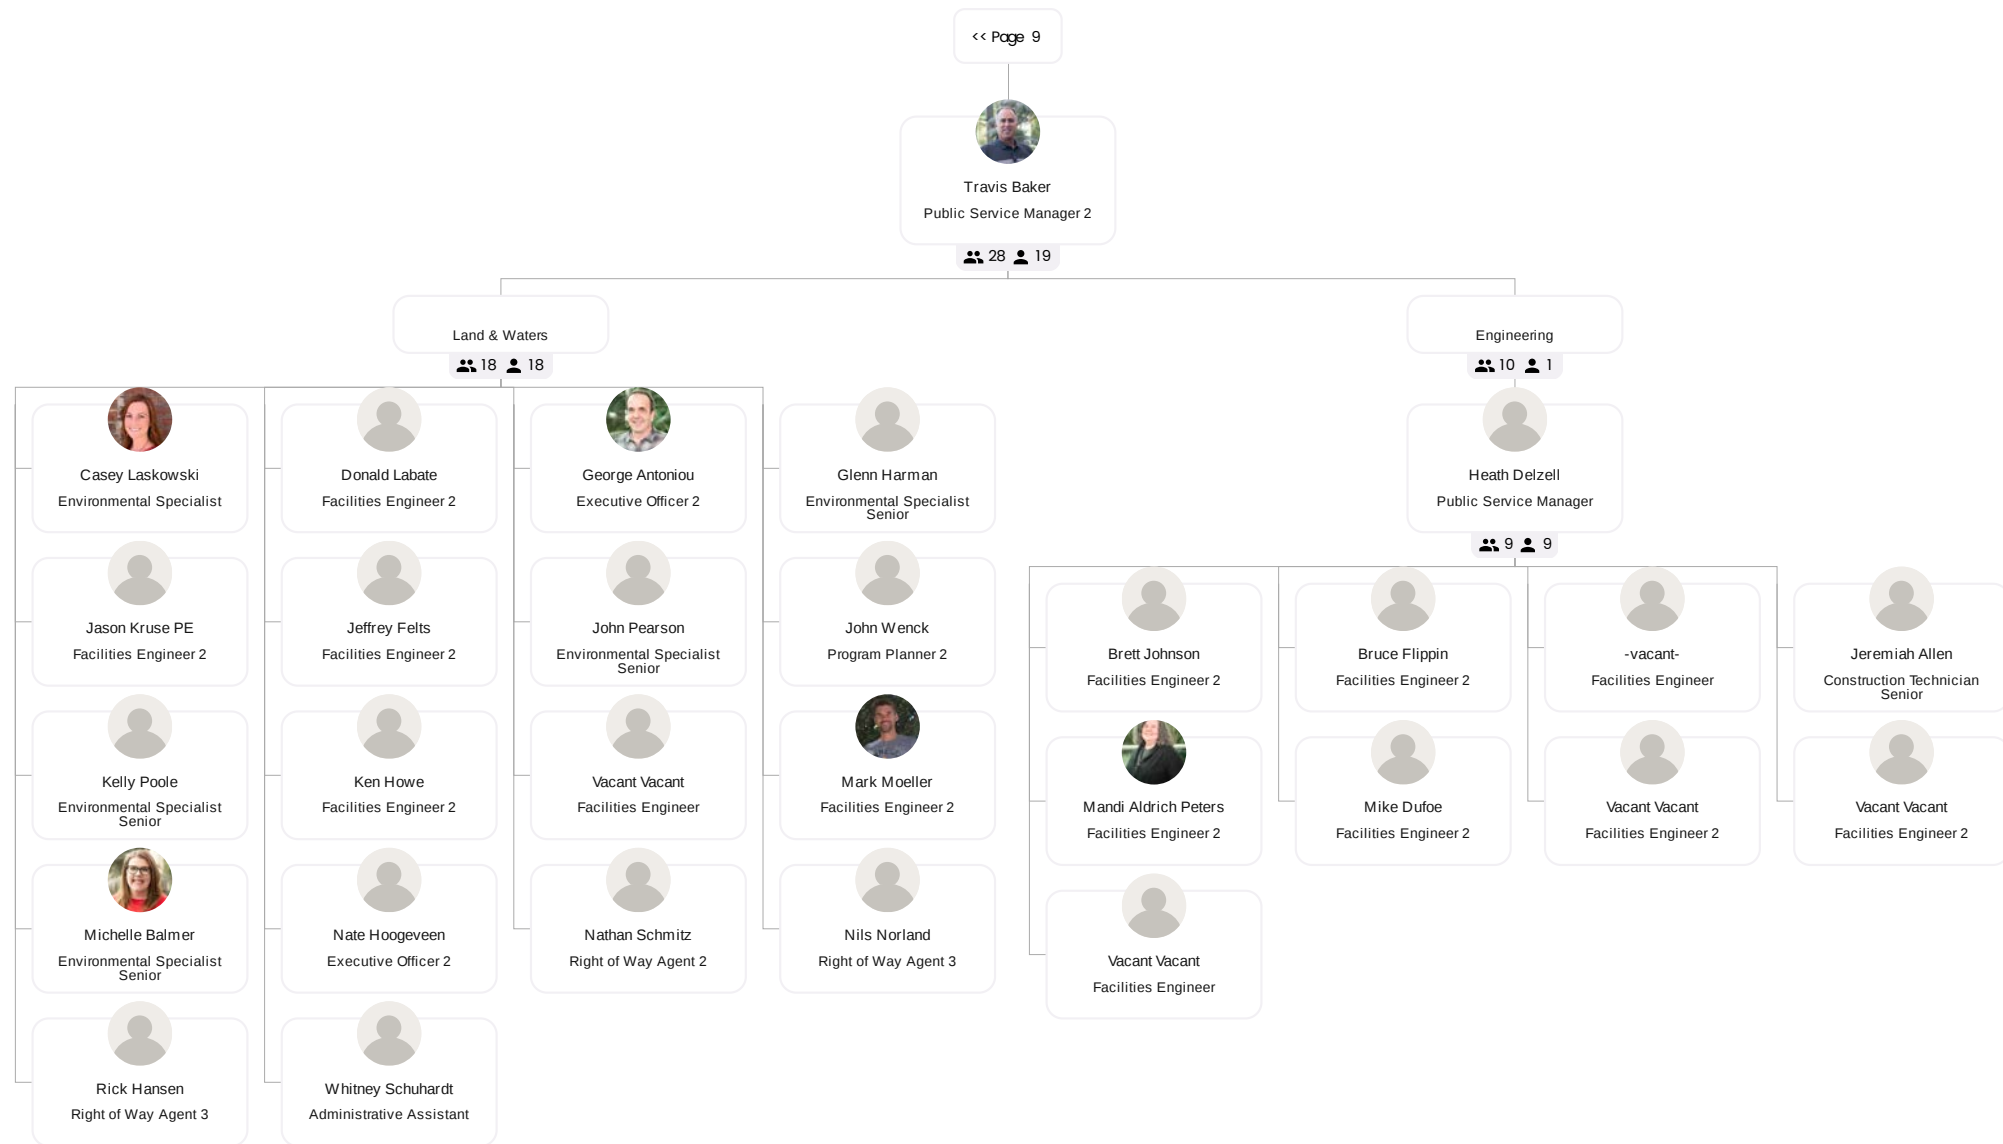 << Page 9
Travis Baker
Public Service Manager 2
28 19
Land & Waters
18 18
Engineering
10 1
Casey Laskowski
Environmental Specialist
Donald Labate
Facilities Engineer 2
George Antoniou
Executive Officer 2
Glenn Harman
Environmental Specialist
Senior
Heath Delzell
Public Service Manager
9 9
Jason Kruse PE
Facilities Engineer 2
Jeffrey Felts
Facilities Engineer 2
John Pearson
Environmental Specialist
Senior
John Wenck
Program Planner 2
Brett Johnson
Facilities Engineer 2
Bruce Flippin
Facilities Engineer 2
-vacant-
Facilities Engineer
Jeremiah Allen
Construction Technician
Senior
Kelly Poole
Environmental Specialist
Senior
Ken Howe
Facilities Engineer 2
Vacant Vacant
Facilities Engineer
Mark Moeller
Facilities Engineer 2
Mandi Aldrich Peters
Facilities Engineer 2
Mike Dufoe
Facilities Engineer 2
Vacant Vacant
Facilities Engineer 2
Vacant Vacant
Facilities Engineer 2
Michelle Balmer
Environmental Specialist
Senior
Nate Hoogeveen
Executive Officer 2
Nathan Schmitz
Right of Way Agent 2
Nils Norland
Right of Way Agent 3
Vacant Vacant
Facilities Engineer
Rick Hansen
Right of Way Agent 3
Whitney Schuhardt
Administrative Assistant